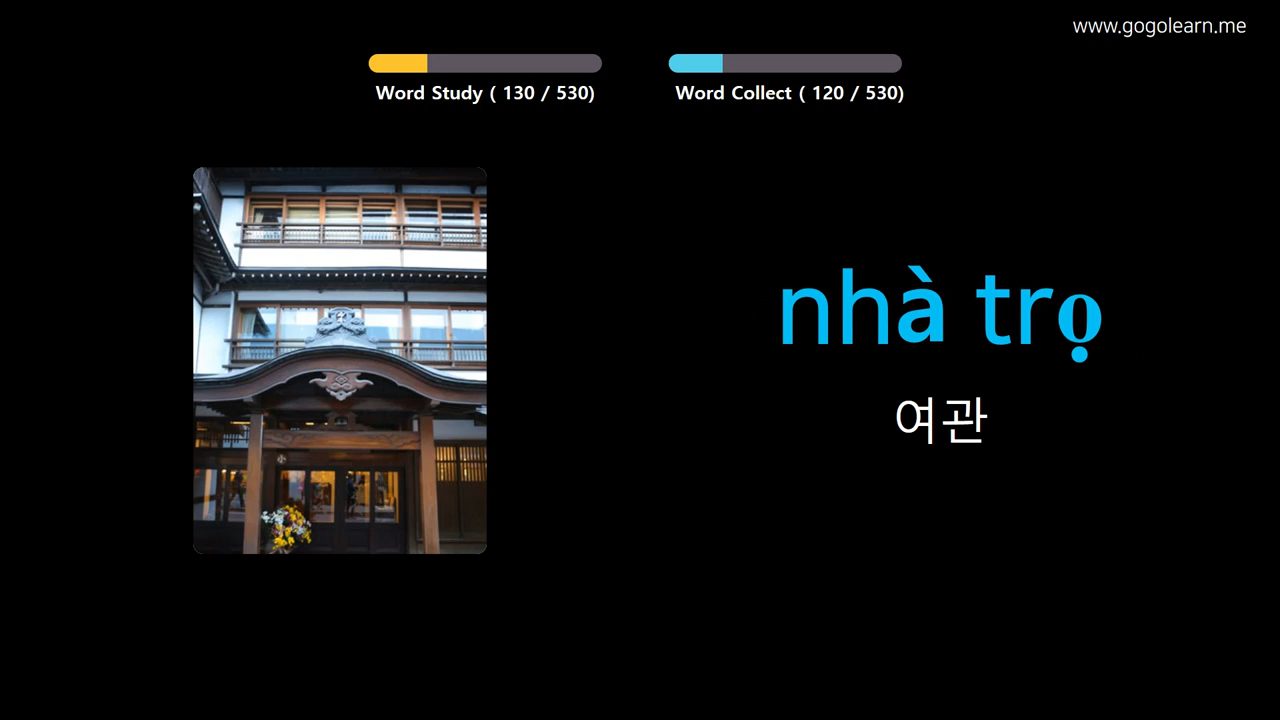 www.gogolearn.me
Word Study ( 130 / 530)
Word Collect ( 120 / 530)
nhà trọ
여관